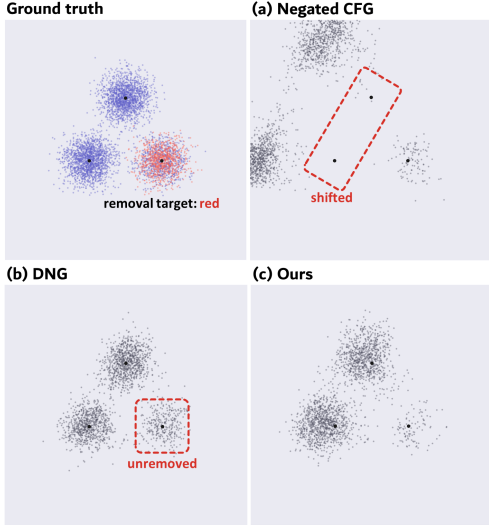 Ground truth
(a) Negated CFG
removal target: red
shifted
(b) DNG
(c) Ours
unremoved